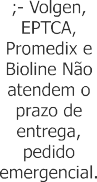 ;- Volgen,
EPTCA,
Promedix e
Bioline Não
atendem o
prazo de
entrega,
pedido
emergencial.